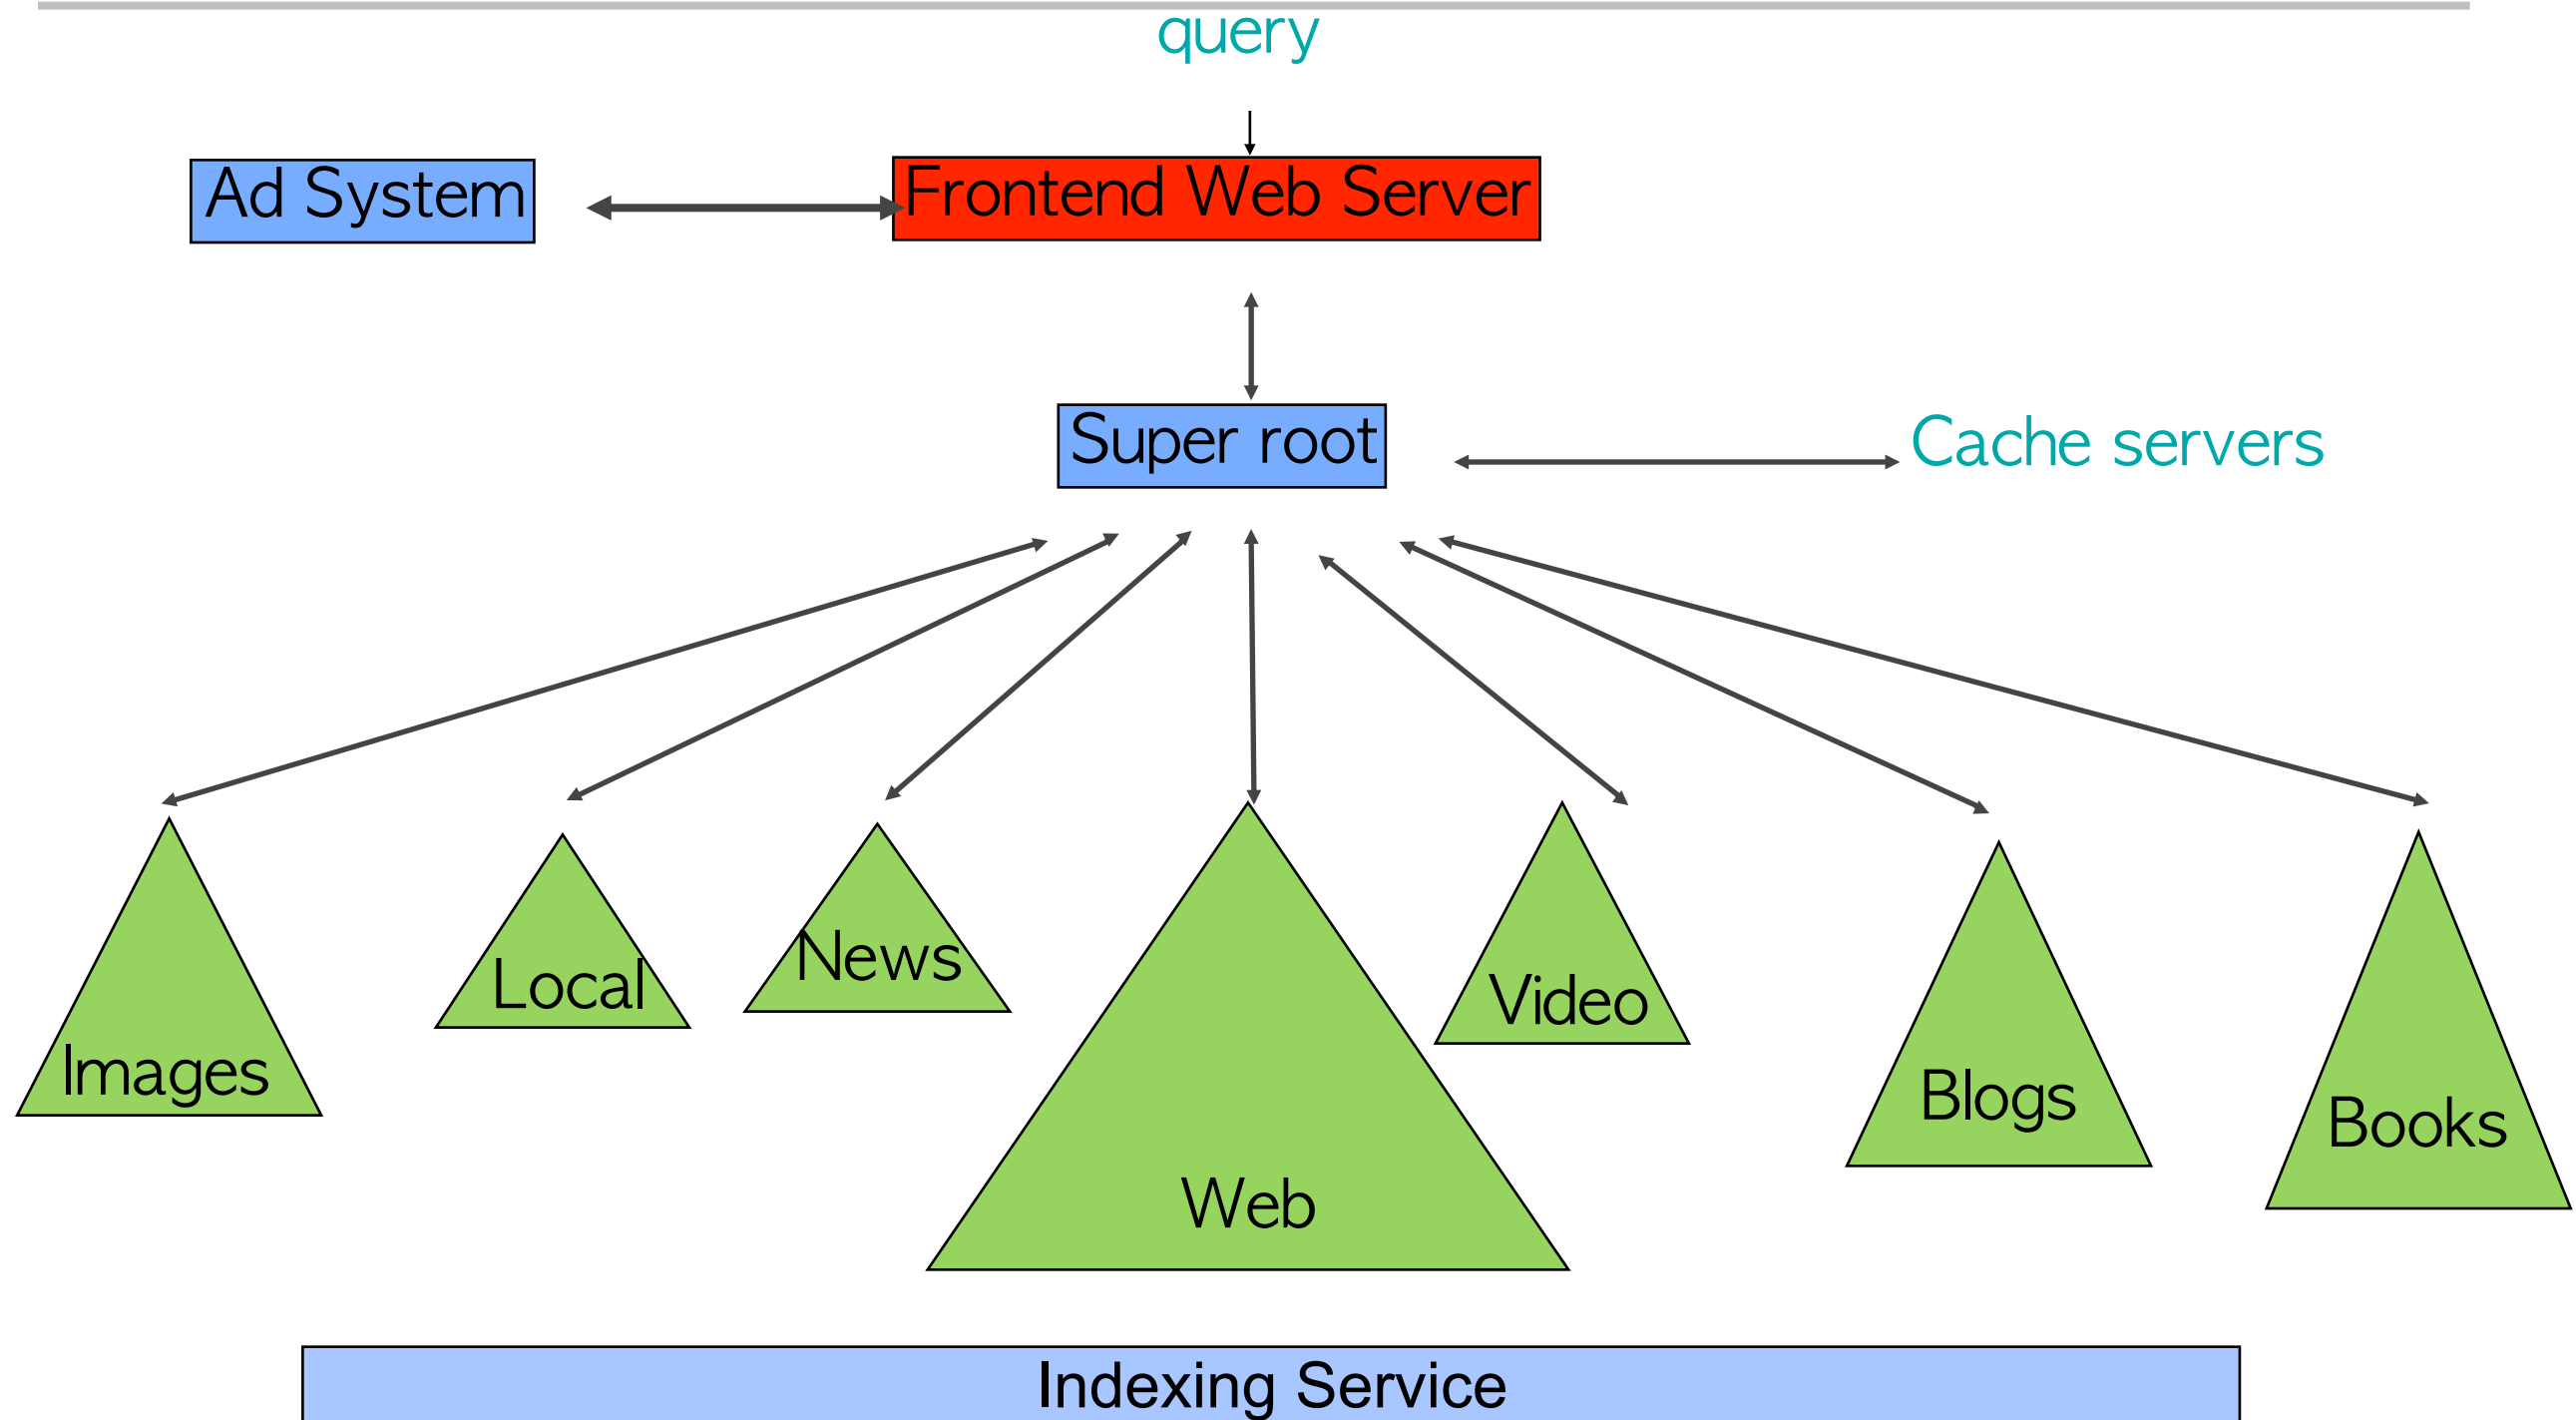 query
Ad System
Frontend Web Server
Super root
Cache servers
Images
Local
News
Web
Video
Blogs
Books
Indexing Service